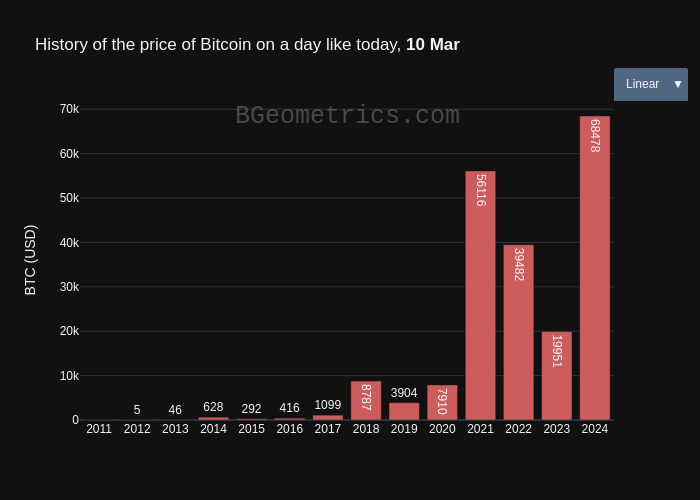 History of the price of Bitcoin on a day like today, 10 Mar
Linear ▼
BGeometrics.com
BTC (USD)
70k
60k
50k
40k
30k
20k
10k
0
5
46
628
292
416
1099
8787
3904
7910
56116
39482
19951
68478
2011 2012 2013 2014 2015 2016 2017 2018 2019 2020 2021 2022 2023 2024